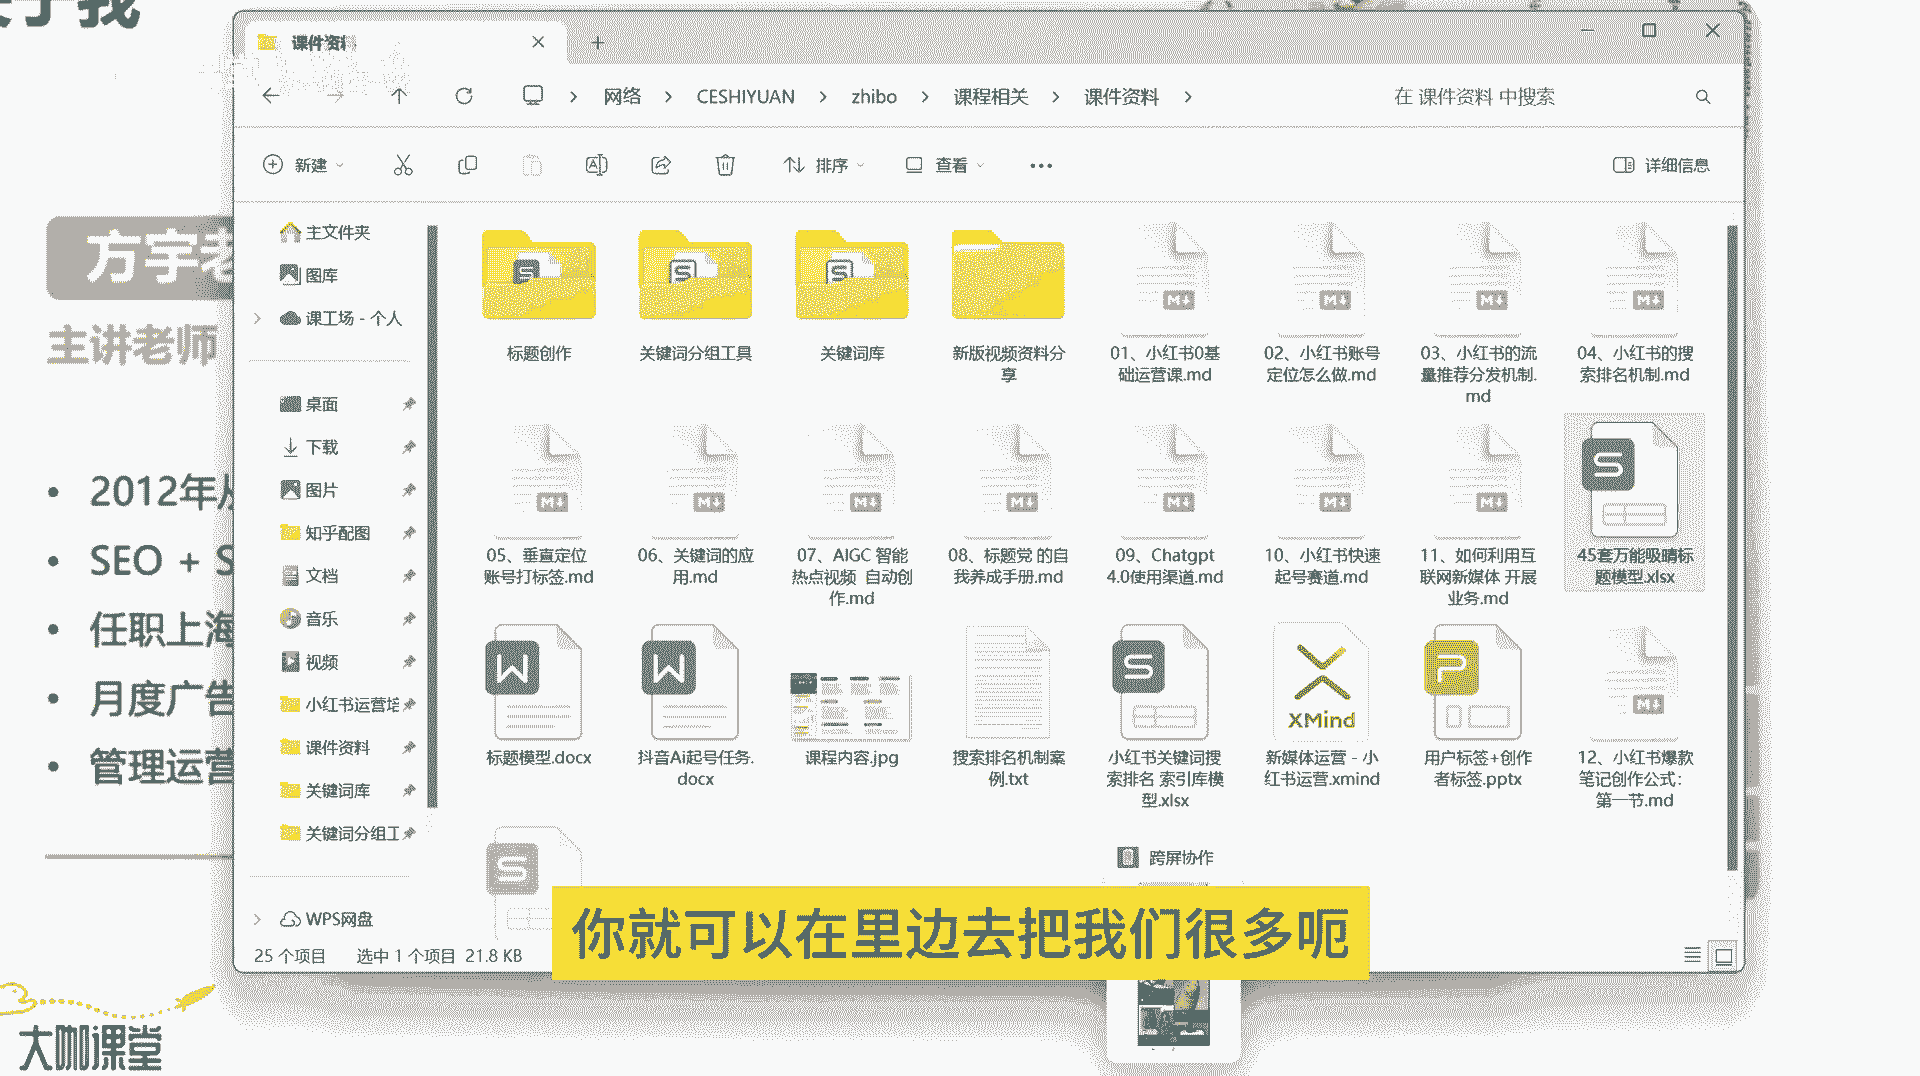 课件资料
网络
CESHIYUAN
zhibo
课程相关
课件资料
在 课件资料 中搜索
新建
排序
查看
详细信息
主文件夹
图库
课工场 - 个人
桌面
下载
图片
知乎配图
文档
音乐
视频
小红书运营培
课件资料
关键词库
关键词分组工
WPS网盘
标题创作
关键词分组工具
关键词库
新版视频资料分
享
01、小红书0基
础运营课.md
02、小红书账号
定位怎么做.md
03、小红书的流
量推荐分发机制.
md
04、小红书的搜
索排名机制.md
05、垂直定位
账号打标签.md
06、关键词的应
用.md
07、AIGC 智能
热点视频 自动创
作.md
08、标题党 的自
我养成手册.md
09、Chatgpt
4.0使用渠道.md
10、小红书快速
起号赛道.md
11、如何利用互
联网新媒体 开展
业务.md
45套万能吸睛标
题模型.xlsx
标题模型.docx
抖音Ai起号任务.
docx
课程内容.jpg
搜索排名机制案
例.txt
小红书关键词搜
索排名 索引库模
型.xlsx
XMind
新媒体运营 - 小
红书运营.xmind
用户标签+创作
者标签.pptx
12、小红书爆款
笔记创作公式：
第一节.md
跨屏协作
25 个项目
选中 1 个项目 21.8 KB
方宇老
主讲老师
2012年从
SEO + S
任职上海
月度广告
管理运营
你就可以在里边去把我们很多呃
大咖课堂